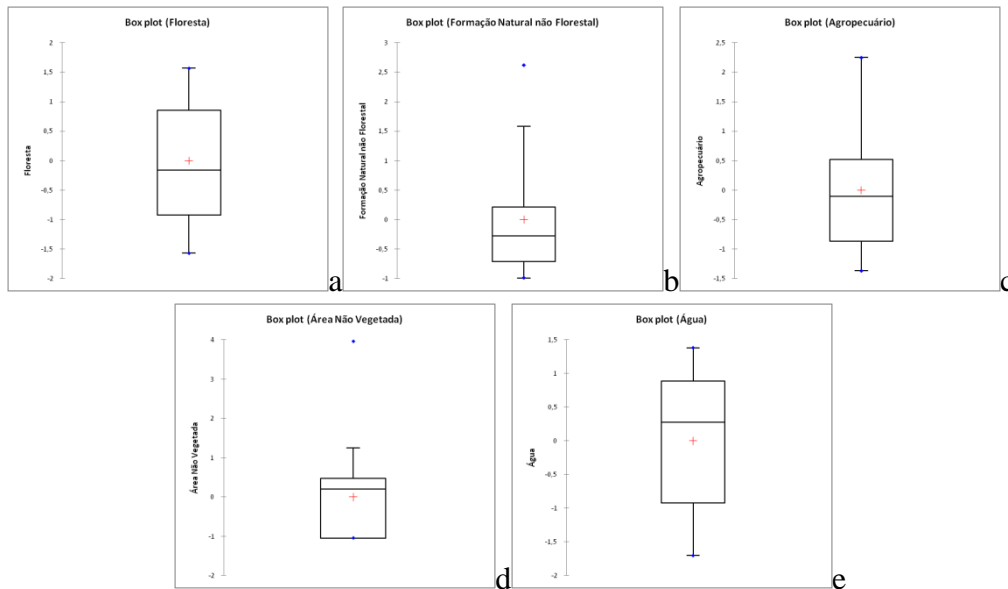 Box plot (Floresta)
2
1,5
1
0,5
0
-0,5
-1
-1,5
-2
Floresta
a
Box plot (Formação Natural não Florestal)
3
2,5
2
1,5
1
0,5
0
-0,5
-1
Formação Natural não Florestal
b
Box plot (Agropecuário)
2,5
2
1,5
1
0,5
0
-0,5
-1
-1,5
Agropecuário
c
Box plot (Área Não Vegetada)
4
3
2
1
0
-1
-2
Área Não Vegetada
d
Box plot (Água)
1,5
1
0,5
0
-0,5
-1
-1,5
-2
Água
e